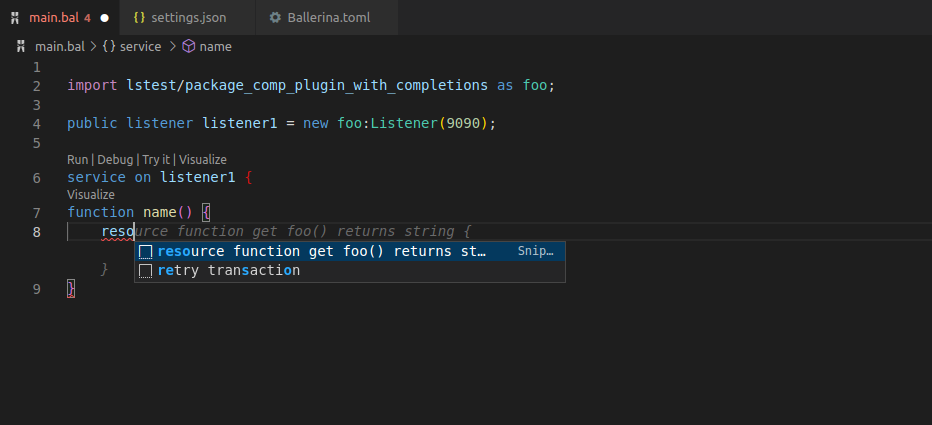 main.bal 4 settings.json Ballerina.toml
main.bal > {} service > name
1
2 import lstest/package_comp_plugin_with_completions as foo;
3
4 public listener listener1 = new foo:Listener(9090);
5
Run | Debug | Try it | Visualize
6 service on listener1 {
Visualize
7 function name() {
8 resource function get foo() returns string {
resource function get foo() returns st… Snip…
retry transaction
}
9 }